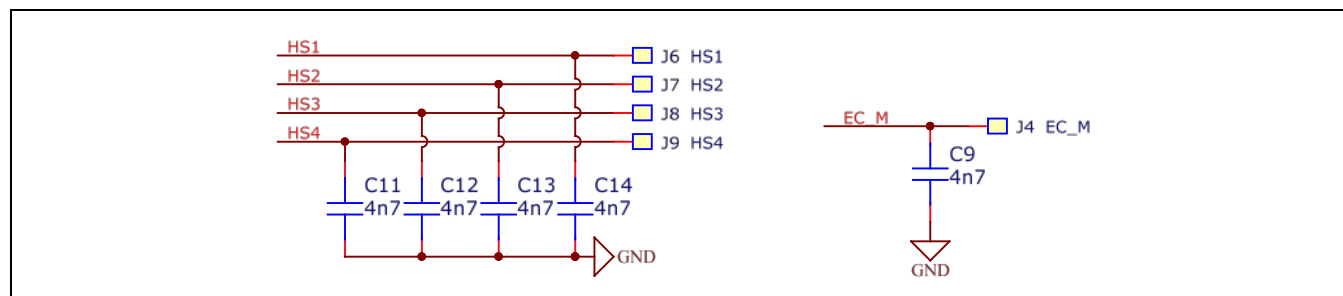 HS1
J6 HS1
HS2
J7 HS2
HS3
J8 HS3
HS4
J9 HS4
C11
4n7
C12
4n7
C13
4n7
C14
4n7
GND
EC_M
J4 EC_M
C9
4n7
GND